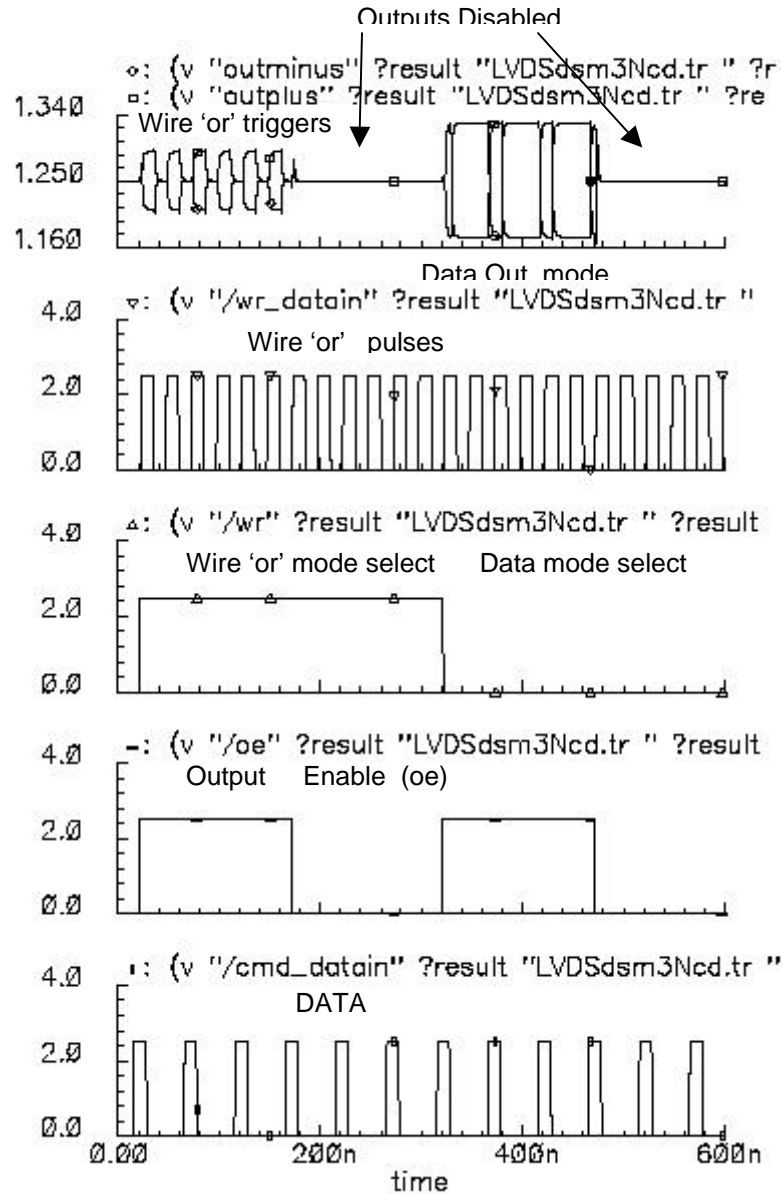 Outputs Disabled
(v "outminus" ?result "LVDSdsm3Ncd.tr " ?r
(v "outplus" ?result "LVDSdsm3Ncd.tr " ?re
1.340
Wire ‘or’ triggers
1.250
1.160
Data Out mode
: (v "/wr_datain" ?result "LVDSdsm3Ncd.tr "
4.0
Wire ‘or’ pulses
2.0
0.0
: (v "/wr" ?result "LVDSdsm3Ncd.tr " ?result
4.0
Wire ‘or’ mode select Data mode select
2.0
0.0
–: (v "/oe" ?result "LVDSdsm3Ncd.tr " ?result
4.0
Output Enable (oe)
2.0
0.0
: (v "/cmd_datain" ?result "LVDSdsm3Ncd.tr "
4.0
DATA
2.0
0.0
0.00 200n 400n 600n
time